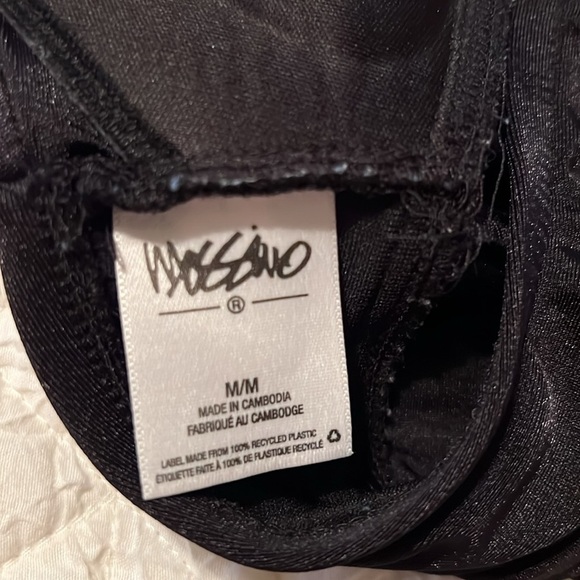 Mossimo
®
M/M
MADE IN CAMBODIA
FABRIQUÉ AU CAMBODGE
LABEL MADE FROM 100% RECYCLED PLASTIC
ÉTIQUETTE FAITE À 100% DE PLASTIQUE RECYCLÉ